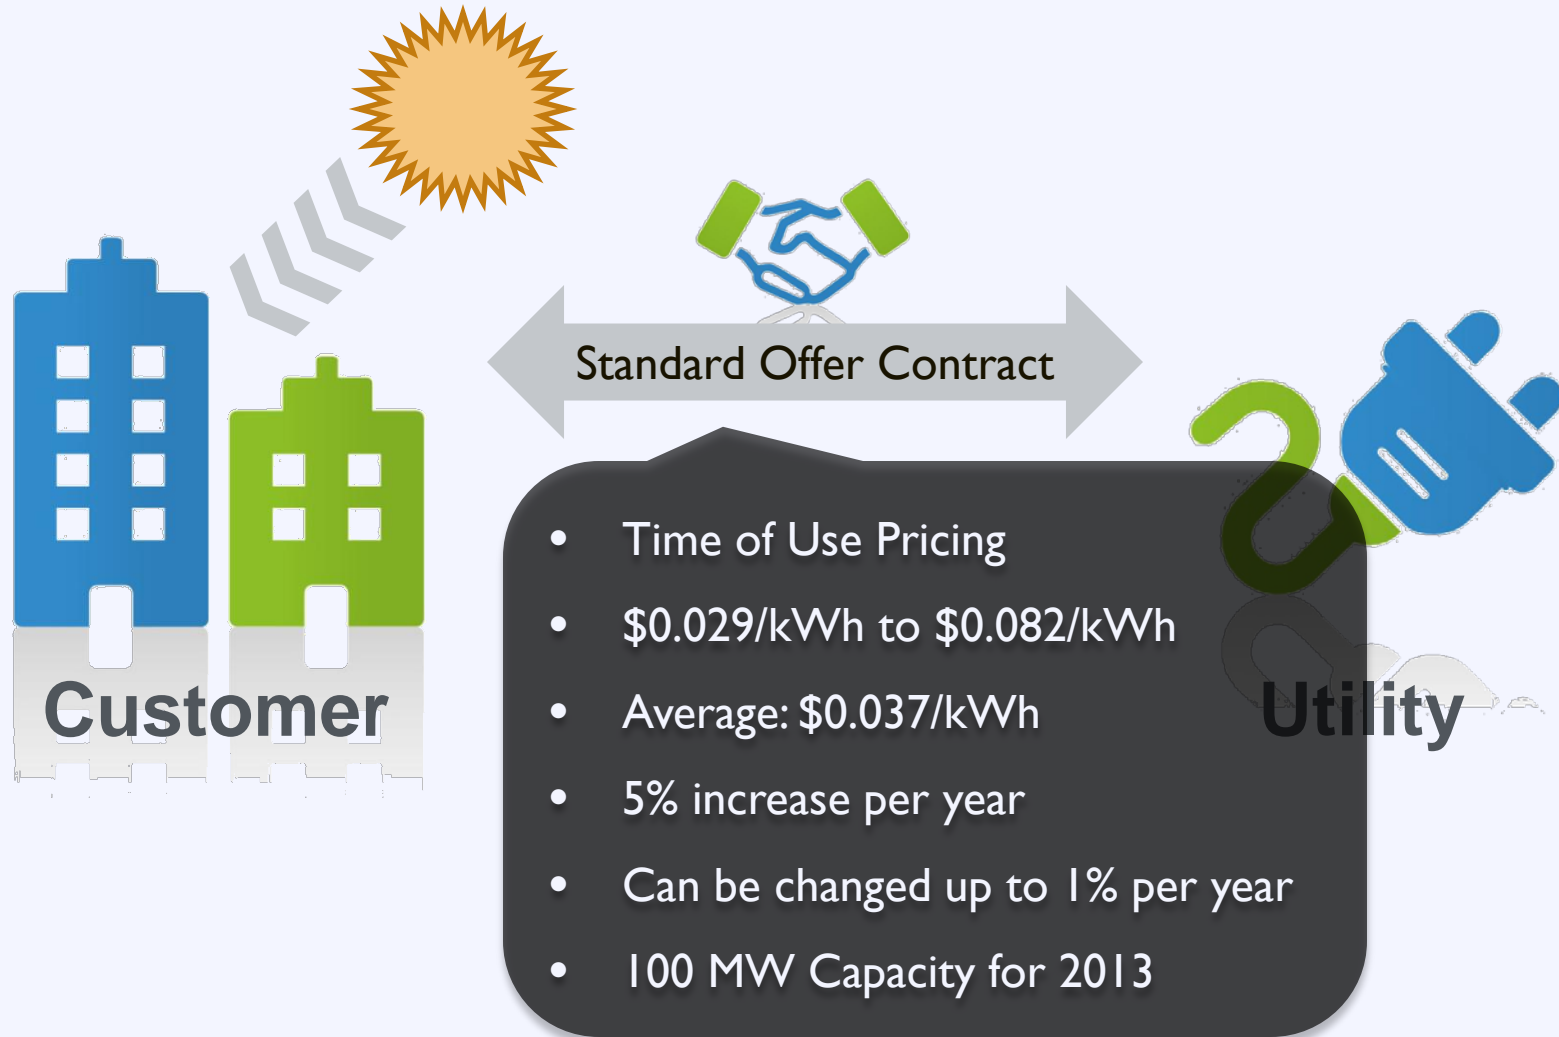 Standard Offer Contract
• Time of Use Pricing
• $0.029/kWh to $0.082/kWh
• Average: $0.037/kWh
• 5% increase per year
• Can be changed up to 1% per year
• 100 MW Capacity for 2013
Customer
Utility